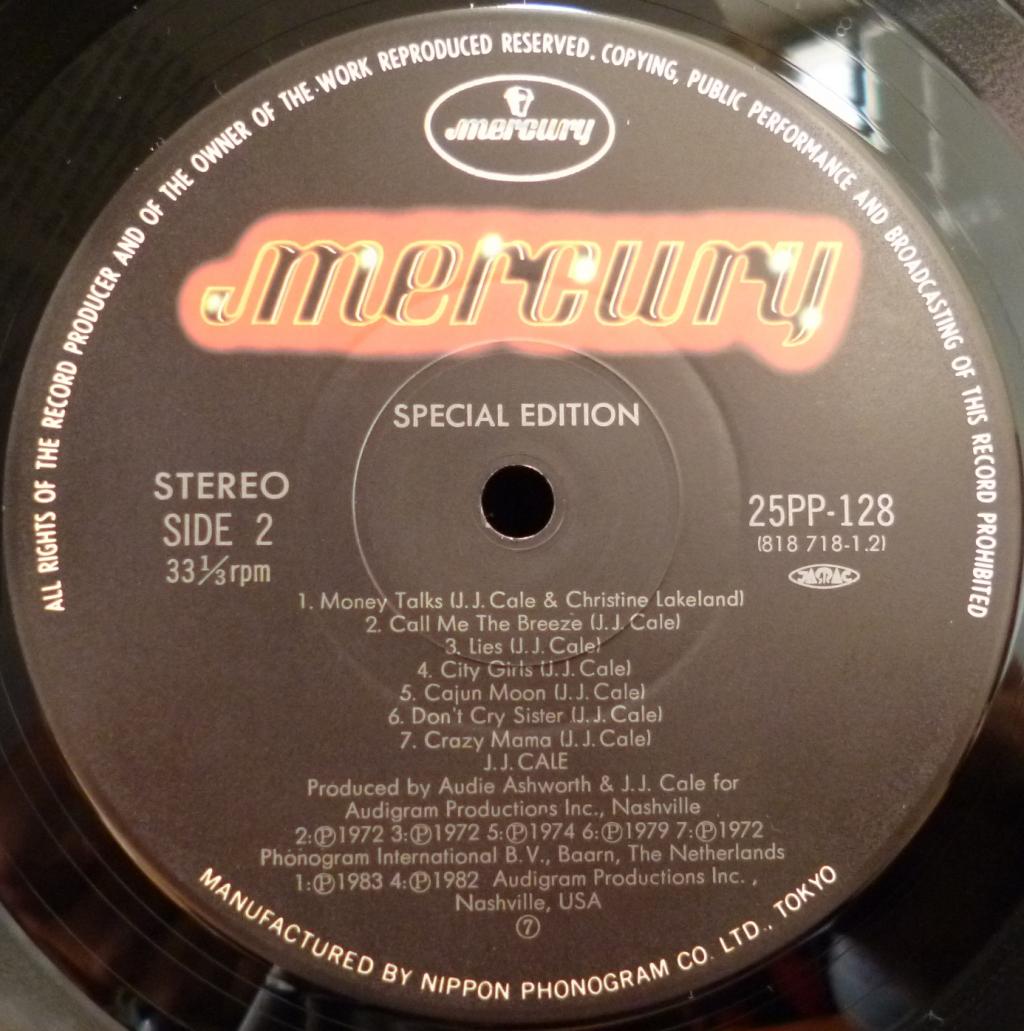 ALL RIGHTS OF THE RECORD PRODUCER AND OF THE OWNER OF THE WORK REPRODUCED RESERVED. COPYING, PUBLIC PERFORMANCE AND BROADCASTING OF THIS RECORD PROHIBITED
mercury
mercury
SPECIAL EDITION
STEREO
SIDE 2
33⅓rpm
25PP-128
(818 718-1.2)
1. Money Talks (J.J. Cale & Christine Lakeland)
2. Call Me The Breeze (J.J. Cale)
3. Lies (J.J. Cale)
4. City Girls (J.J. Cale)
5. Cajun Moon (J.J. Cale)
6. Don't Cry Sister (J.J. Cale)
7. Crazy Mama (J.J. Cale)
J.J. CALE
Produced by Audie Ashworth & J.J. Cale for
Audigram Productions Inc., Nashville
2:℗1972 3:℗1972 5:℗1974 6:℗1979 7:℗1972
Phonogram International B.V., Baarn, The Netherlands
1:℗1983 4:℗1982 Audigram Productions Inc.,
Nashville, USA
⑦
MANUFACTURED BY NIPPON PHONOGRAM CO. LTD., TOKYO